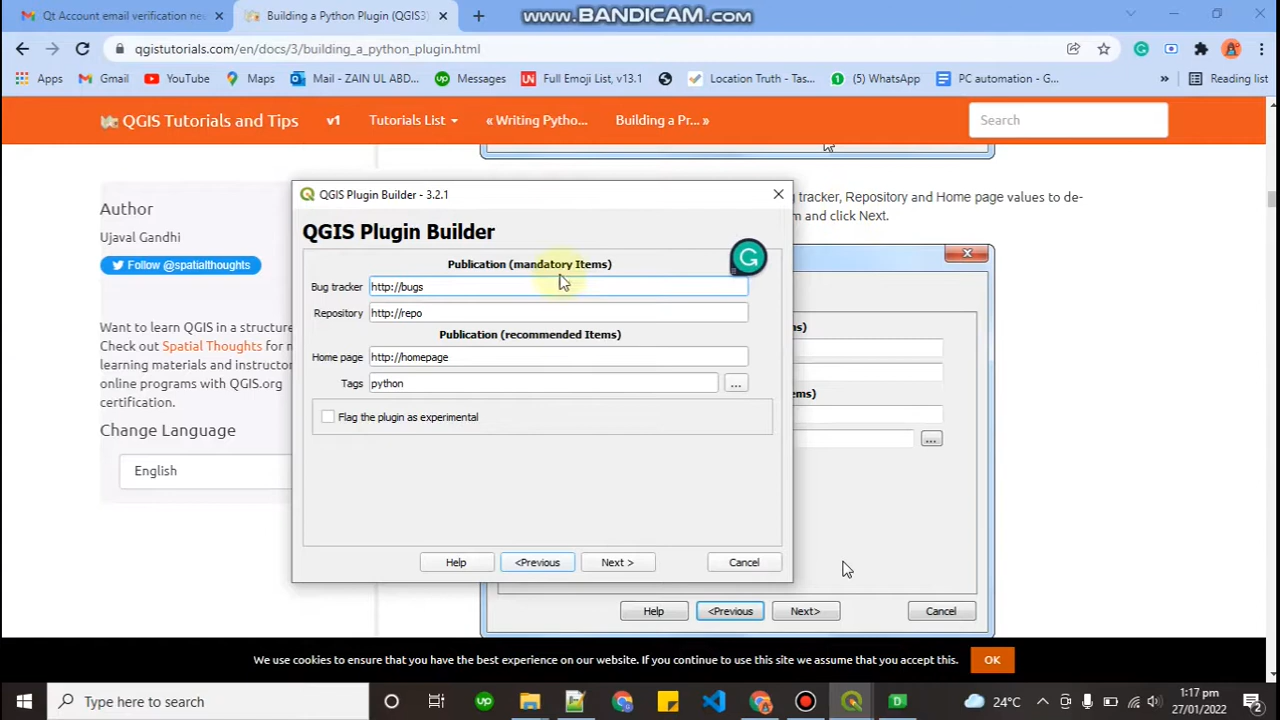 Qt Account email verification ne
Building a Python Plugin (QGIS3)
www.BANDICAM.com
qgistutorials.com/en/docs/3/building_a_python_plugin.html
Apps
Gmail
YouTube
Maps
Mail - ZAIN UL ABD...
Messages
Full Emoji List, v13.1
Location Truth - Tas...
(5) WhatsApp
PC automation - G...
»
Reading list
QGIS Tutorials and Tips
v1
Tutorials List
« Writing Pytho...
Building a Pr... »
Search
Author
Ujaval Gandhi
Follow @spatialthoughts
Want to learn QGIS in a structure
Check out Spatial Thoughts for n
learning materials and instructor
online programs with QGIS.org
certification.
Change Language
English
tracker, Repository and Home page values to de-
m and click Next.
QGIS Plugin Builder - 3.2.1
QGIS Plugin Builder
Publication (mandatory Items)
Bug tracker http://bugs
Repository http://repo
Publication (recommended Items)
Home page http://homepage
Tags python
...
Flag the plugin as experimental
Help
<Previous
Next >
Cancel
ms)
ems)
...
Help
<Previous
Next>
Cancel
We use cookies to ensure that you have the best experience on our website. If you continue to use this site we assume that you accept this.
OK
Type here to search
24°C
1:17 pm
27/01/2022
2